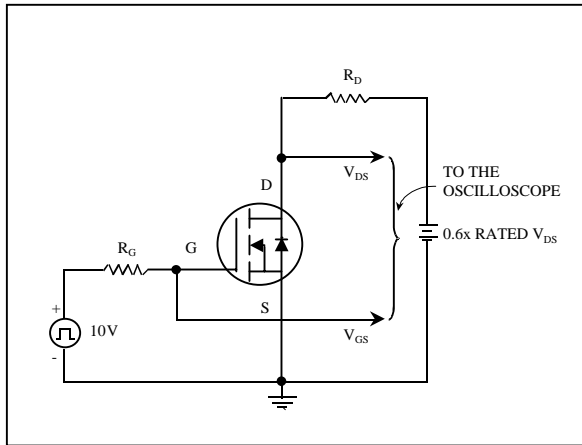 R_D
D
V_DS
TO THE
OSCILLOSCOPE
0.6x RATED V_DS
R_G
G
S
+
10V
-
V_GS